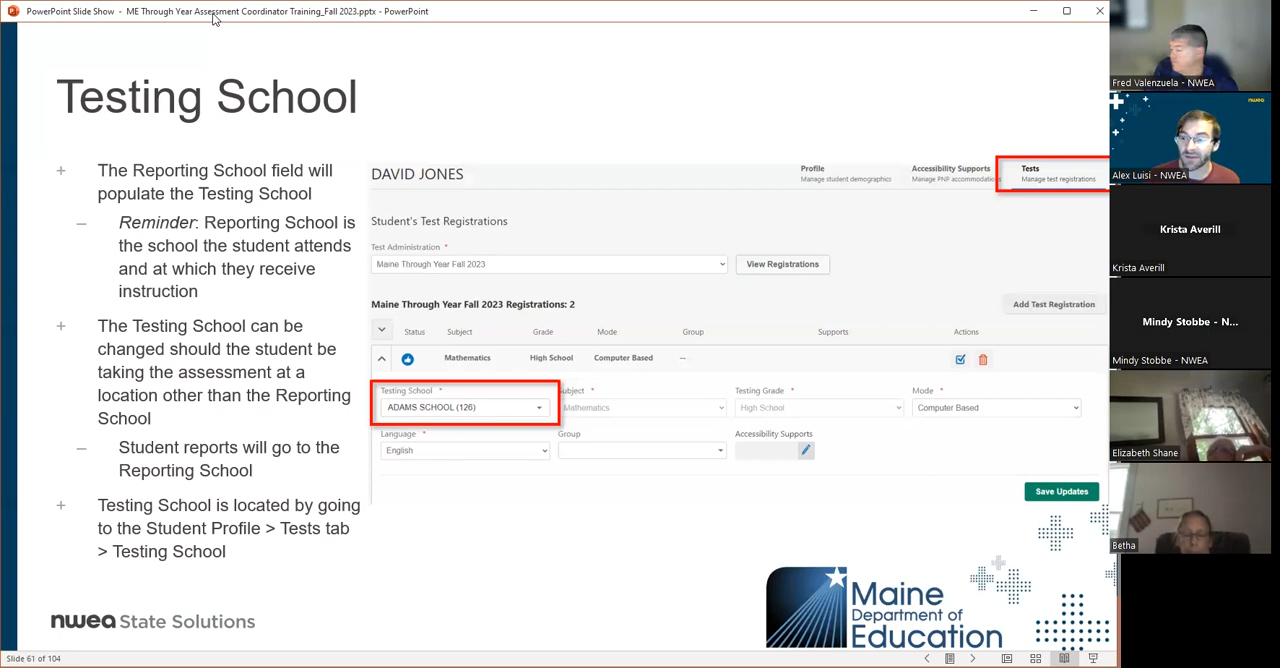 PowerPoint Slide Show - ME Through Year Assessment Coordinator Training_Fall 2023.pptx - PowerPoint
Testing School
+ The Reporting School field will
populate the Testing School
– Reminder: Reporting School is
the school the student attends
and at which they receive
instruction
+ The Testing School can be
changed should the student be
taking the assessment at a
location other than the Reporting
School
– Student reports will go to the
Reporting School
+ Testing School is located by going
to the Student Profile > Tests tab
> Testing School
DAVID JONES
Profile
Manage student demographics
Accessibility Supports
Manage PNP accommodations
Tests
Manage test registrations
Student's Test Registrations
Test Administration *
Maine Through Year Fall 2023
View Registrations
Maine Through Year Fall 2023 Registrations: 2
Add Test Registration
Status Subject Grade Mode Group Supports Actions
Mathematics High School Computer Based --
Testing School * Subject * Testing Grade * Mode *
ADAMS SCHOOL (126) Mathematics High School Computer Based
Language * Group Accessibility Supports
English
Save Updates
nwea State Solutions
Maine
Department of
Education
Slide 61 of 104
Fred Valenzuela - NWEA
nwea
Alex Luisi - NWEA
Krista Averill
Krista Averill
Mindy Stobbe - N...
Mindy Stobbe - NWEA
Elizabeth Shane
Betha